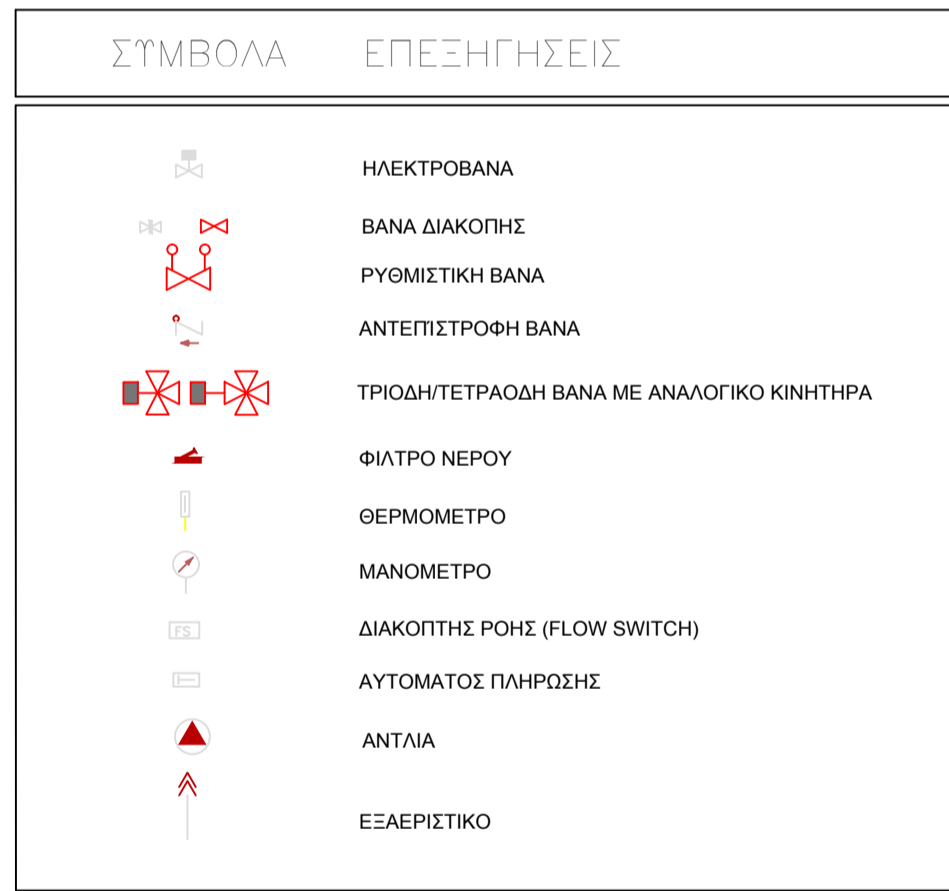 ΣΥΜΒΟΛΑ ΕΠΕΞΗΓΗΣΕΙΣ
ΗΛΕΚΤΡΟΒΑΝΑ
ΒΑΝΑ ΔΙΑΚΟΠΗΣ
ΡΥΘΜΙΣΤΙΚΗ ΒΑΝΑ
ΑΝΤΕΠΊΣΤΡΟΦΗ ΒΑΝΑ
ΤΡΙΟΔΗ/ΤΕΤΡΑΟΔΗ ΒΑΝΑ ΜΕ ΑΝΑΛΟΓΙΚΟ ΚΙΝΗΤΗΡΑ
ΦΙΛΤΡΟ ΝΕΡΟΥ
ΘΕΡΜΟΜΕΤΡΟ
ΜΑΝΟΜΕΤΡΟ
FS ΔΙΑΚΟΠΤΗΣ ΡΟΗΣ (FLOW SWITCH)
ΑΥΤΟΜΑΤΟΣ ΠΛΗΡΩΣΗΣ
ΑΝΤΛΙΑ
ΕΞΑΕΡΙΣΤΙΚΟ